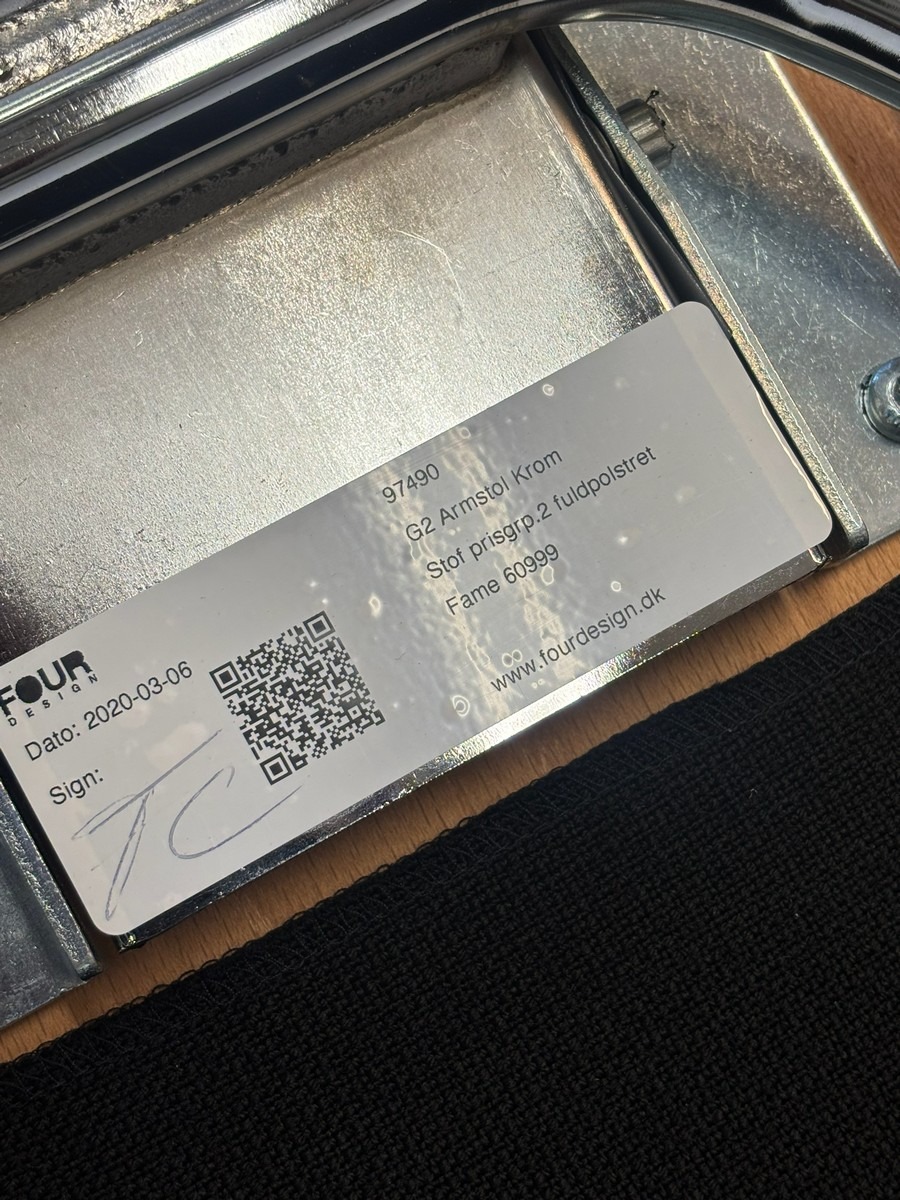 FOUR
DESIGN
Dato: 2020-03-06
Sign:
TC
97490
G2 Armstol Krom
Stof prisgrp.2 fuldpolstret
Fame 60999
www.fourdesign.dk